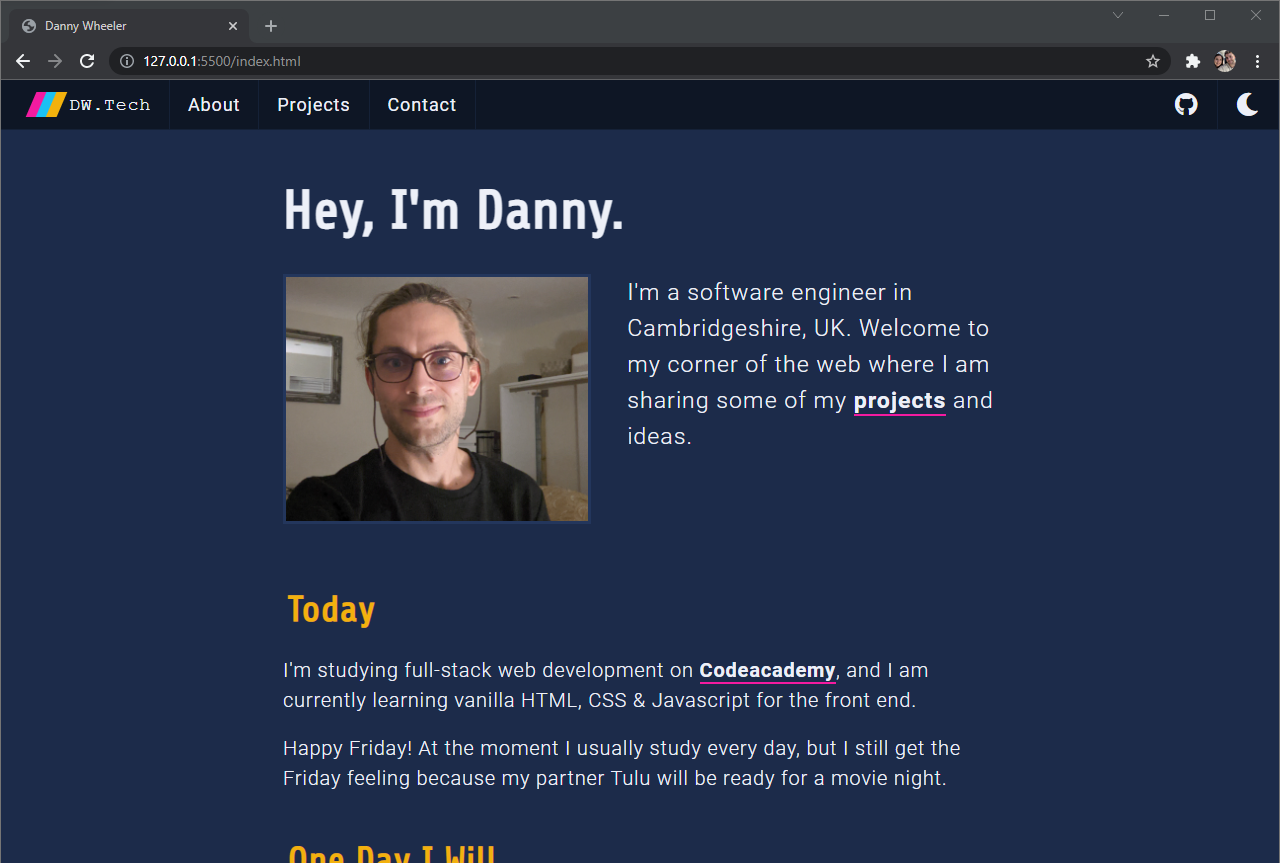 Danny Wheeler
127.0.0.1:5500/index.html
DW.Tech About Projects Contact
Hey, I'm Danny.
I'm a software engineer in
Cambridgeshire, UK. Welcome to
my corner of the web where I am
sharing some of my projects and
ideas.
Today
I'm studying full-stack web development on Codeacademy, and I am
currently learning vanilla HTML, CSS & Javascript for the front end.
Happy Friday! At the moment I usually study every day, but I still get the
Friday feeling because my partner Tulu will be ready for a movie night.
One Day I Will